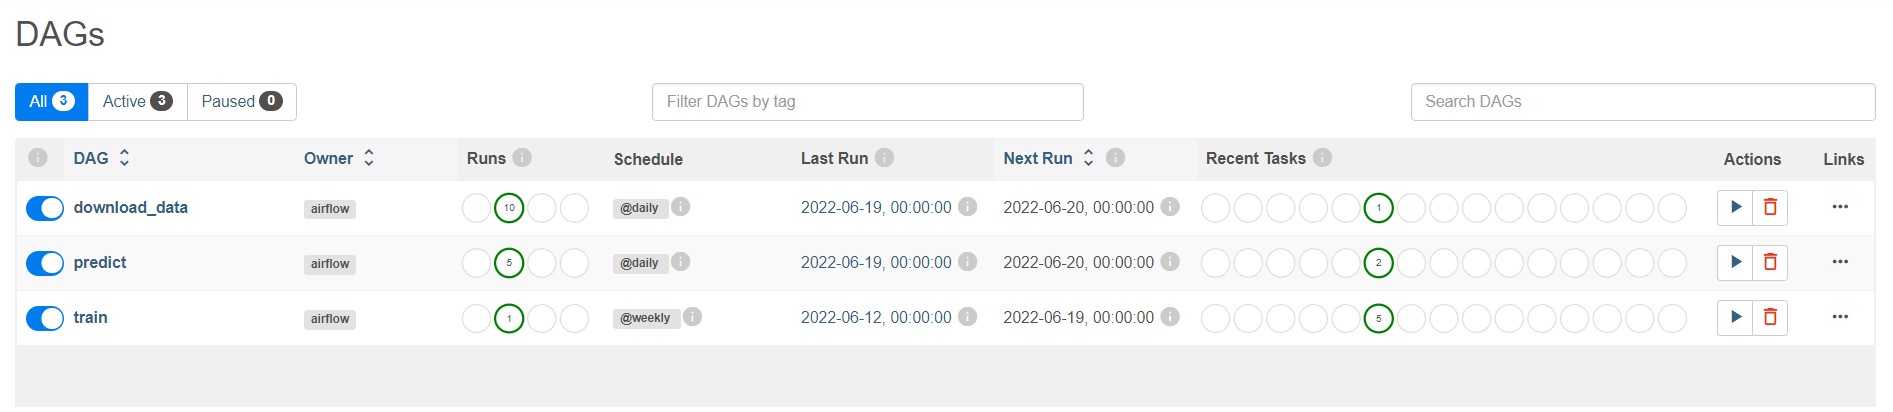 DAGs
All 3 Active 3 Paused 0 Filter DAGs by tag Search DAGs
i DAG Owner Runs i Schedule Last Run i Next Run i Recent Tasks i Actions Links
download_data airflow 10 @daily i 2022-06-19, 00:00:00 i 2022-06-20, 00:00:00 i 1 ...
predict airflow 5 @daily i 2022-06-19, 00:00:00 i 2022-06-20, 00:00:00 i 2 ...
train airflow 1 @weekly i 2022-06-12, 00:00:00 i 2022-06-19, 00:00:00 i 5 ...